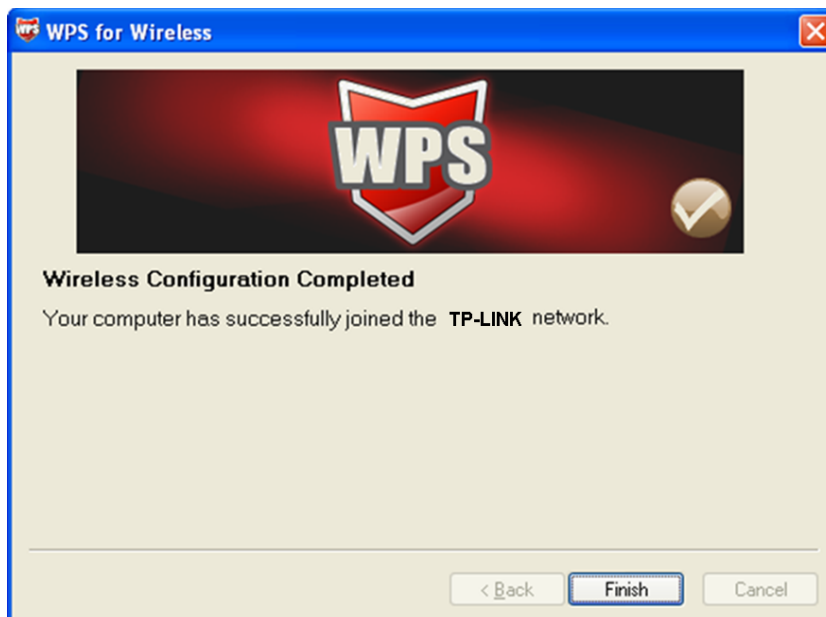 WPS for Wireless
WPS
Wireless Configuration Completed
Your computer has successfully joined the TP-LINK network.
< Back Finish Cancel